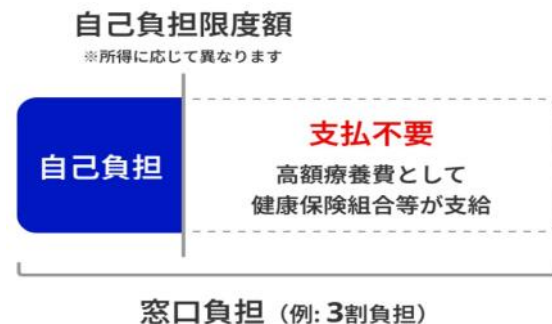 自己負担限度額
※所得に応じて異なります
自己負担
支払不要
高額療養費として
健康保険組合等が支給
窓口負担（例: 3割負担）